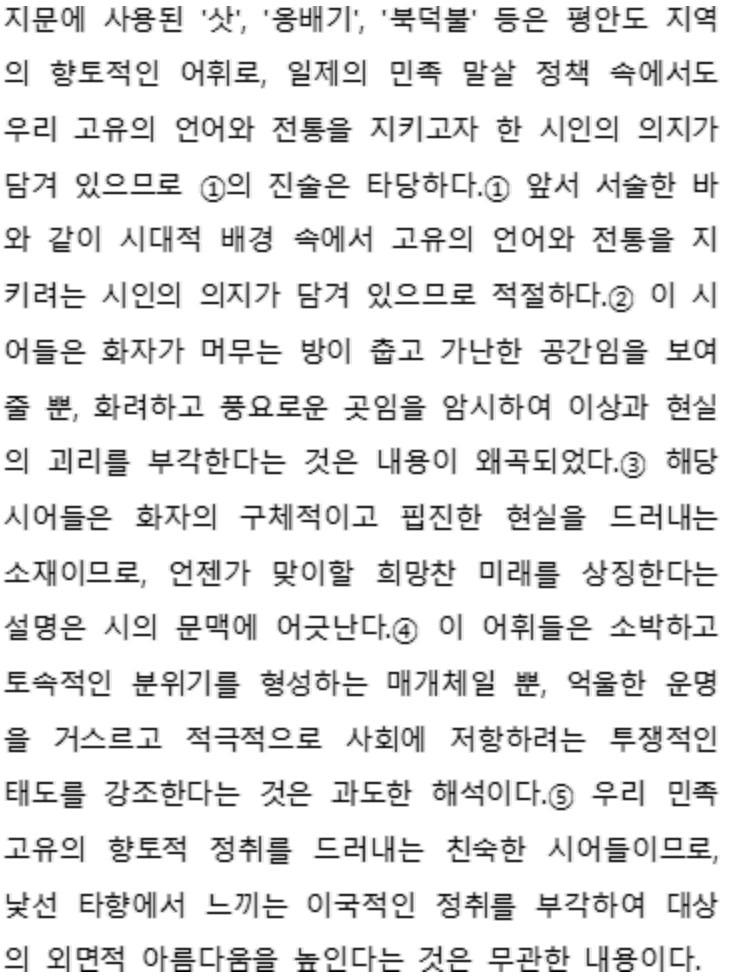 지문에 사용된 '삿', '옹배기', '북덕불' 등은 평안도 지역
의 향토적인 어휘로, 일제의 민족 말살 정책 속에서도
우리 고유의 언어와 전통을 지키고자 한 시인의 의지가
담겨 있으므로 ①의 진술은 타당하다.① 앞서 서술한 바
와 같이 시대적 배경 속에서 고유의 언어와 전통을 지
키려는 시인의 의지가 담겨 있으므로 적절하다.② 이 시
어들은 화자가 머무는 방이 춥고 가난한 공간임을 보여
줄 뿐, 화려하고 풍요로운 곳임을 암시하여 이상과 현실
의 괴리를 부각한다는 것은 내용이 왜곡되었다.③ 해당
시어들은 화자의 구체적이고 핍진한 현실을 드러내는
소재이므로, 언젠가 맞이할 희망찬 미래를 상징한다는
설명은 시의 문맥에 어긋난다.④ 이 어휘들은 소박하고
토속적인 분위기를 형성하는 매개체일 뿐, 억울한 운명
을 거스르고 적극적으로 사회에 저항하려는 투쟁적인
태도를 강조한다는 것은 과도한 해석이다.⑤ 우리 민족
고유의 향토적 정취를 드러내는 친숙한 시어들이므로,
낯선 타향에서 느끼는 이국적인 정취를 부각하여 대상
의 외면적 아름다움을 높인다는 것은 무관한 내용이다.